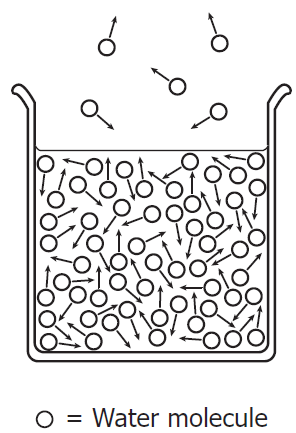 = Water molecule